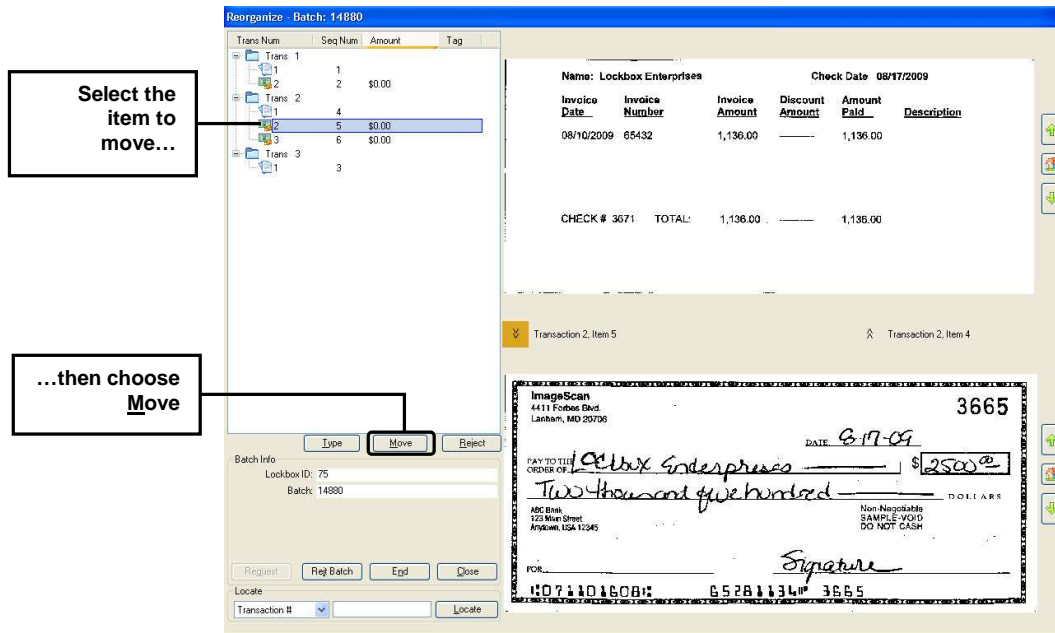 Reorganize - Batch: 14880
Trans Num Seq Num Amount Tag
Trans 1
1 1
2 2 $0.00
Trans 2
1 4
2 5 $0.00
3 6 $0.00
Trans 3
1 3
Select the
item to
move…
…then choose
Move
Type Move Reject
Batch Info
Lockbox ID: 75
Batch: 14880
Request Rejt Batch End Close
Locate
Transaction # Locate
Name: Lockbox Enterprises Check Date 08/17/2009
Invoice Invoice Invoice Discount Amount
Date Number Amount Amount Paid Description
08/10/2009 65432 1,136.00 ——— 1,136.00
CHECK # 3671 TOTAL: 1,136.00 ——— 1,136.00
Transaction 2, Item 5 Transaction 2, Item 4
ImageScan
4411 Forbes Blvd.
Lanham, MD 20706
3665
DATE 8-17-09
PAY TO THE
ORDER OF Lockbox Enterprises $ 2500 00
Two thousand five hundred DOLLARS
ABC Bank
123 Main Street
Anytown, USA 12345
Non-Negotiable
SAMPLE-VOID
DO NOT CASH
FOR Signature
⑆071101608⑆ 65281134⑈ 3665